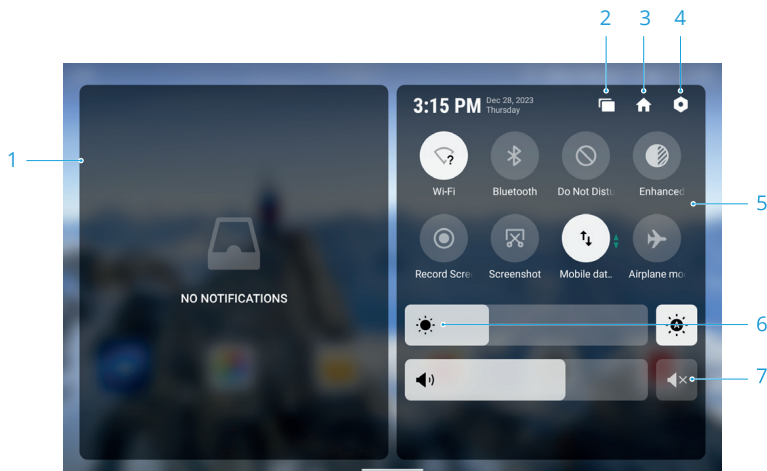 2 3 4
3:15 PM Dec 28, 2023
Thursday
1
?
Wi-Fi Bluetooth Do Not Distu Enhanced
5
Record Scre Screenshot Mobile dat.. Airplane mo
NO NOTIFICATIONS
A
6
7